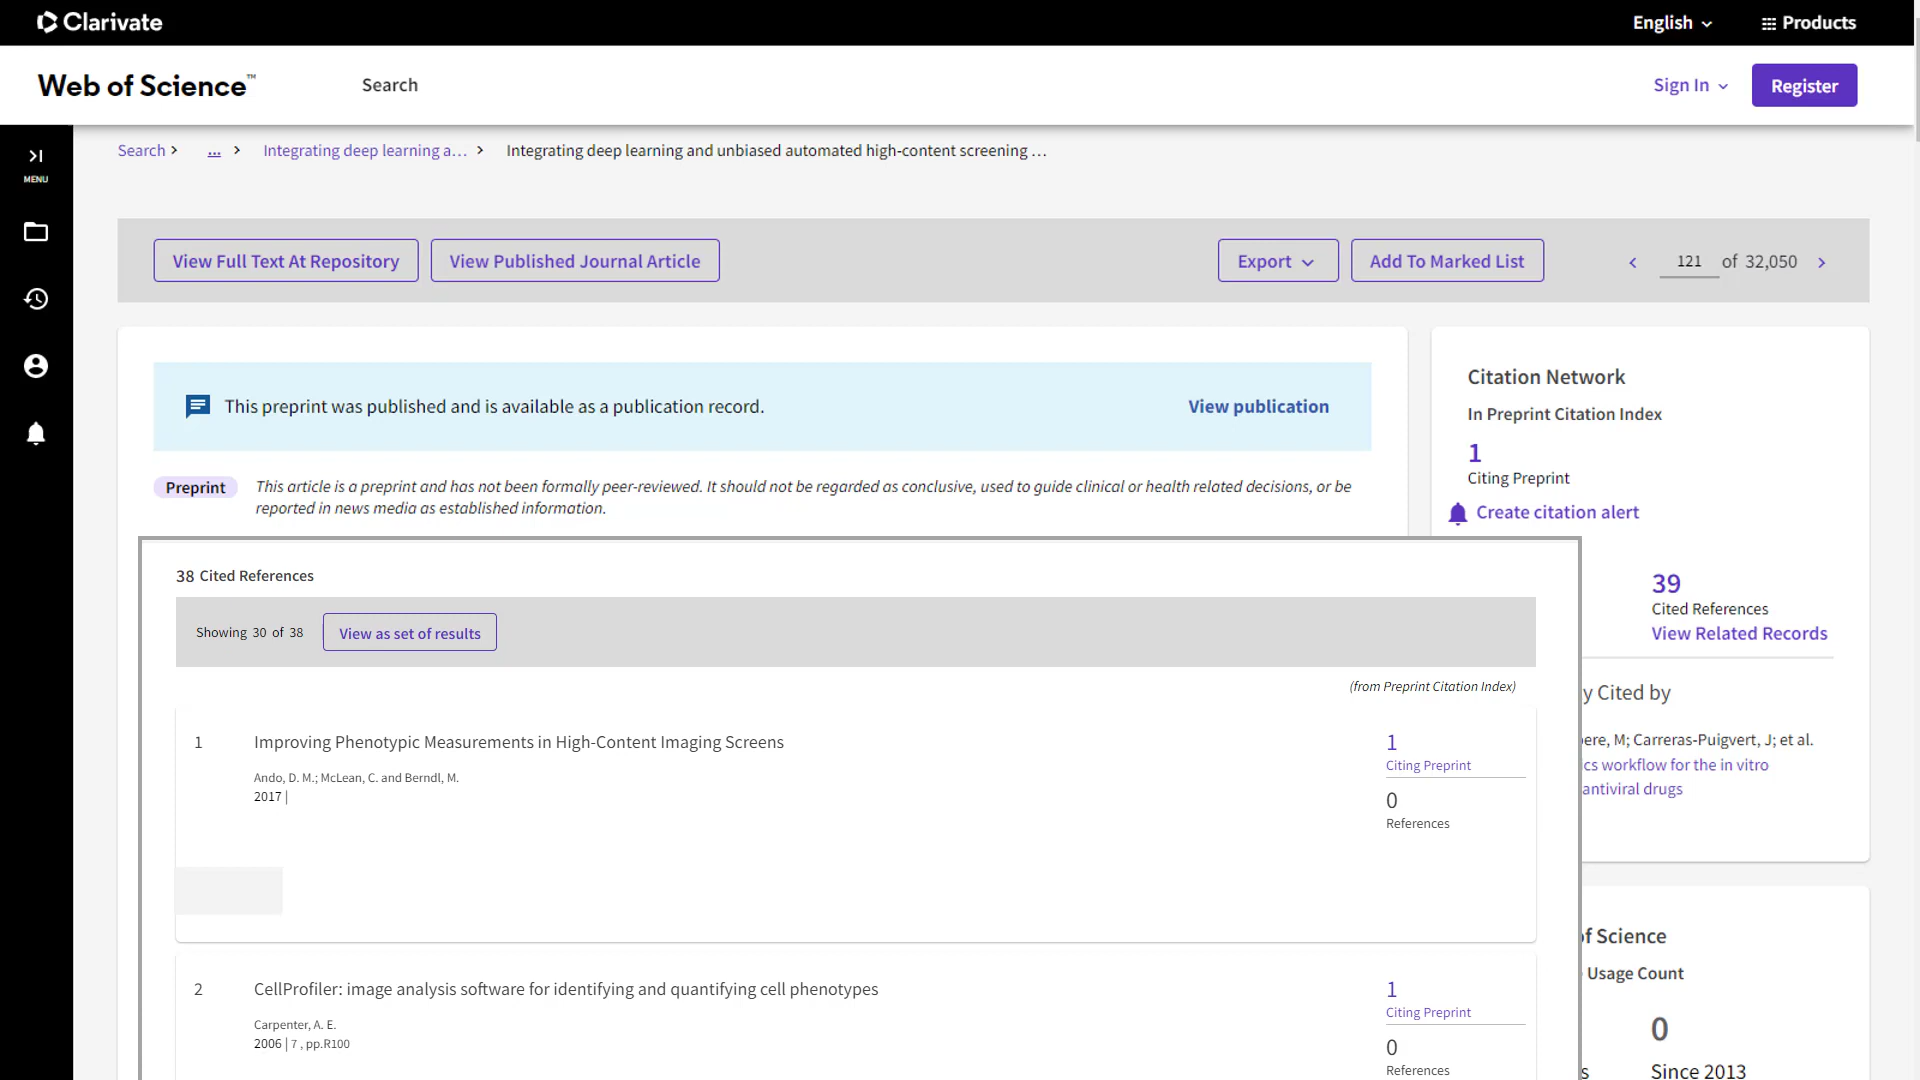 Clarivate
English
Products
Web of Science™
Search
Sign In
Register
MENU
Search > ... > Integrating deep learning a... > Integrating deep learning and unbiased automated high-content screening ...
View Full Text At Repository
View Published Journal Article
Export
Add To Marked List
121 of 32,050
This preprint was published and is available as a publication record.
View publication
Preprint
This article is a preprint and has not been formally peer-reviewed. It should not be regarded as conclusive, used to guide clinical or health related decisions, or be
reported in news media as established information.
Citation Network
In Preprint Citation Index
1
Citing Preprint
Create citation alert
39
Cited References
View Related Records
y Cited by
ere, M; Carreras-Puigvert, J; et al.
cs workflow for the in vitro
antiviral drugs
of Science
Usage Count
0
s
Since 2013
38 Cited References
Showing 30 of 38
View as set of results
(from Preprint Citation Index)
1
Improving Phenotypic Measurements in High-Content Imaging Screens
Ando, D. M.; McLean, C. and Berndl, M.
2017 |
1
Citing Preprint
0
References
2
CellProfiler: image analysis software for identifying and quantifying cell phenotypes
Carpenter, A. E.
2006 | 7 , pp.R100
1
Citing Preprint
0
References